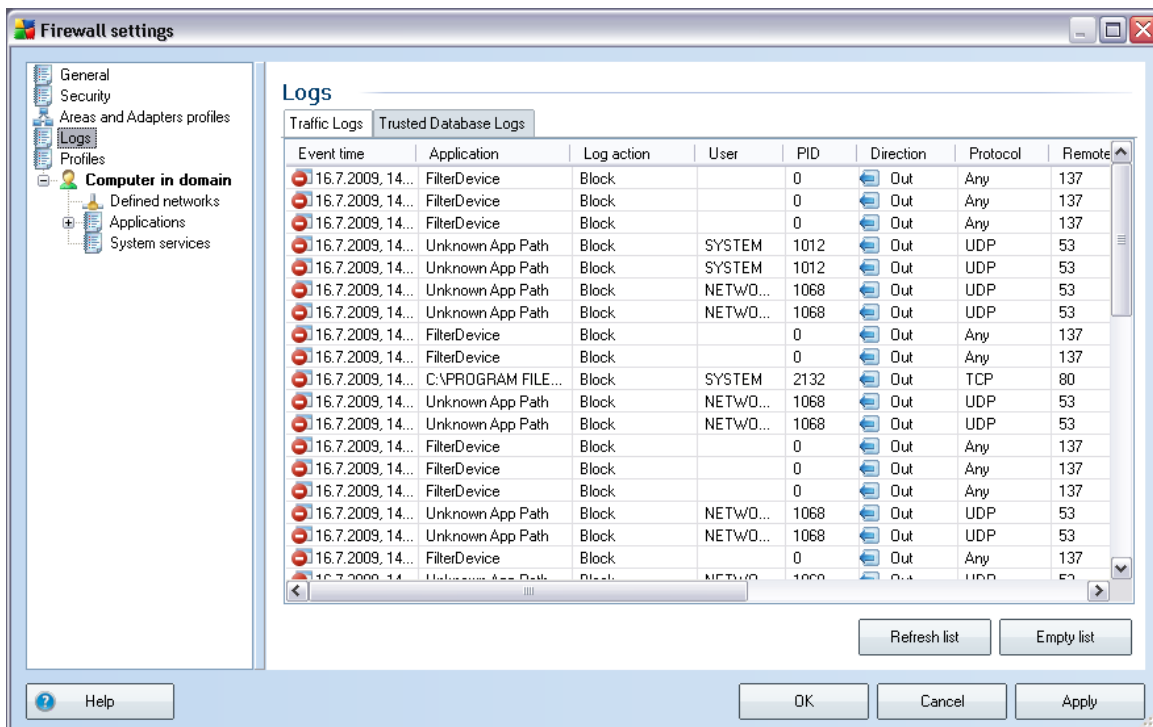 Firewall settings
General
Security
Areas and Adapters profiles
Logs
Profiles
Computer in domain
Defined networks
Applications
System services
Logs
Traffic Logs Trusted Database Logs
Event time Application Log action User PID Direction Protocol Remote
16.7.2009, 14... FilterDevice Block 0 Out Any 137
16.7.2009, 14... FilterDevice Block 0 Out Any 137
16.7.2009, 14... FilterDevice Block 0 Out Any 137
16.7.2009, 14... Unknown App Path Block SYSTEM 1012 Out UDP 53
16.7.2009, 14... Unknown App Path Block SYSTEM 1012 Out UDP 53
16.7.2009, 14... Unknown App Path Block NETWO... 1068 Out UDP 53
16.7.2009, 14... Unknown App Path Block NETWO... 1068 Out UDP 53
16.7.2009, 14... FilterDevice Block 0 Out Any 137
16.7.2009, 14... FilterDevice Block 0 Out Any 137
16.7.2009, 14... C:\PROGRAM FILE... Block SYSTEM 2132 Out TCP 80
16.7.2009, 14... Unknown App Path Block NETWO... 1068 Out UDP 53
16.7.2009, 14... Unknown App Path Block NETWO... 1068 Out UDP 53
16.7.2009, 14... FilterDevice Block 0 Out Any 137
16.7.2009, 14... FilterDevice Block 0 Out Any 137
16.7.2009, 14... FilterDevice Block 0 Out Any 137
16.7.2009, 14... Unknown App Path Block NETWO... 1068 Out UDP 53
16.7.2009, 14... Unknown App Path Block NETWO... 1068 Out UDP 53
16.7.2009, 14... FilterDevice Block 0 Out Any 137
Refresh list Empty list
Help OK Cancel Apply